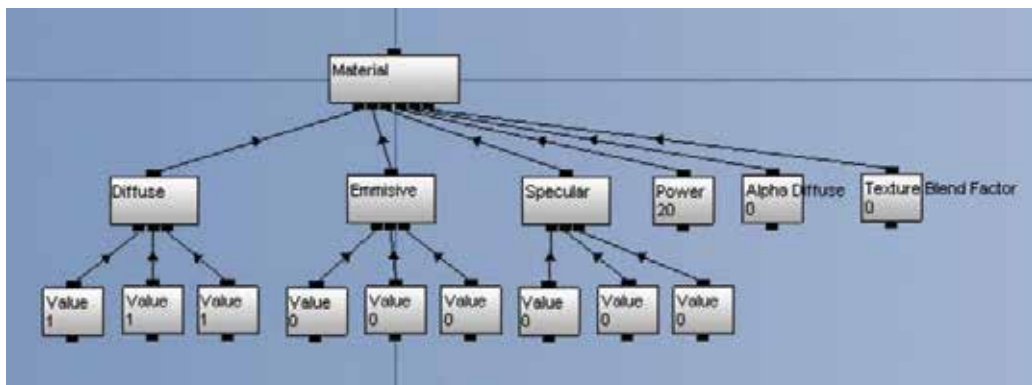 Material
Diffuse
Emmisive
Specular
Power
20
Alpha Diffuse
0
Texture Blend Factor
0
Value
1
Value
1
Value
1
Value
0
Value
0
Value
0
Value
0
Value
0
Value
0